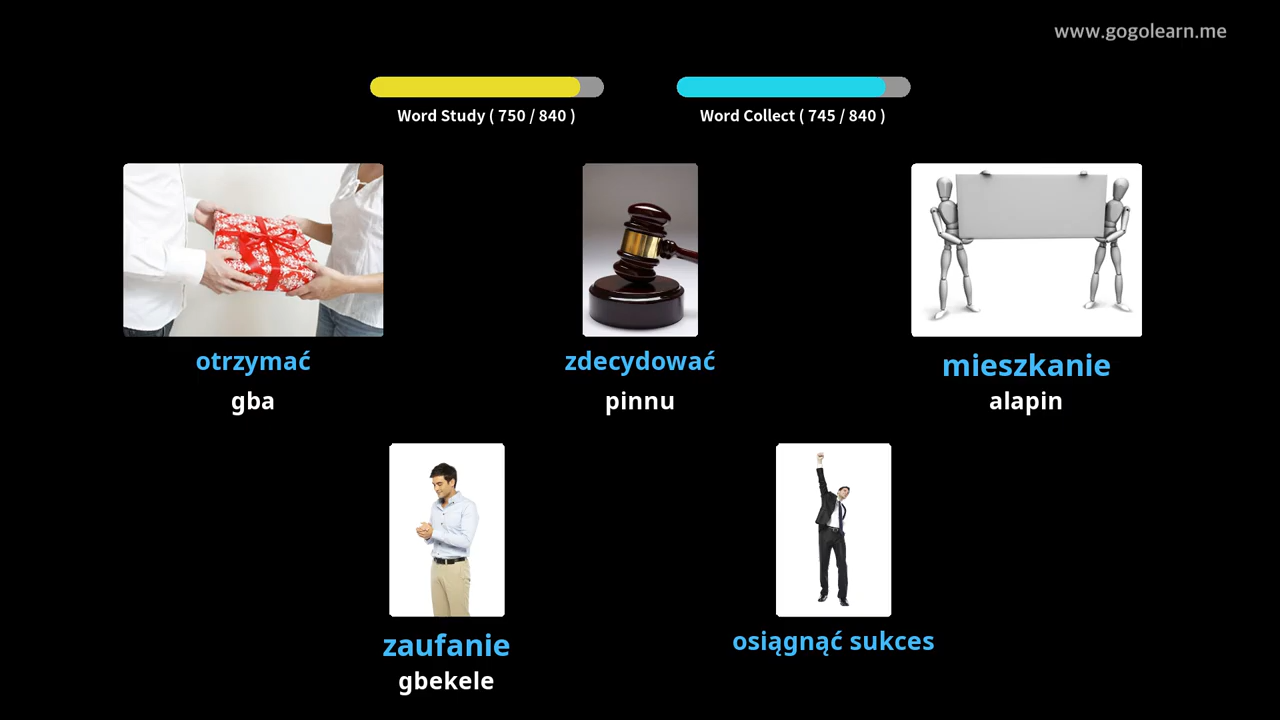 www.gogolearn.me
Word Study ( 750 / 840 )
Word Collect ( 745 / 840 )
otrzymać
gba
zdecydować
pinnu
mieszkanie
alapin
zaufanie
gbekele
osiągnąć sukces